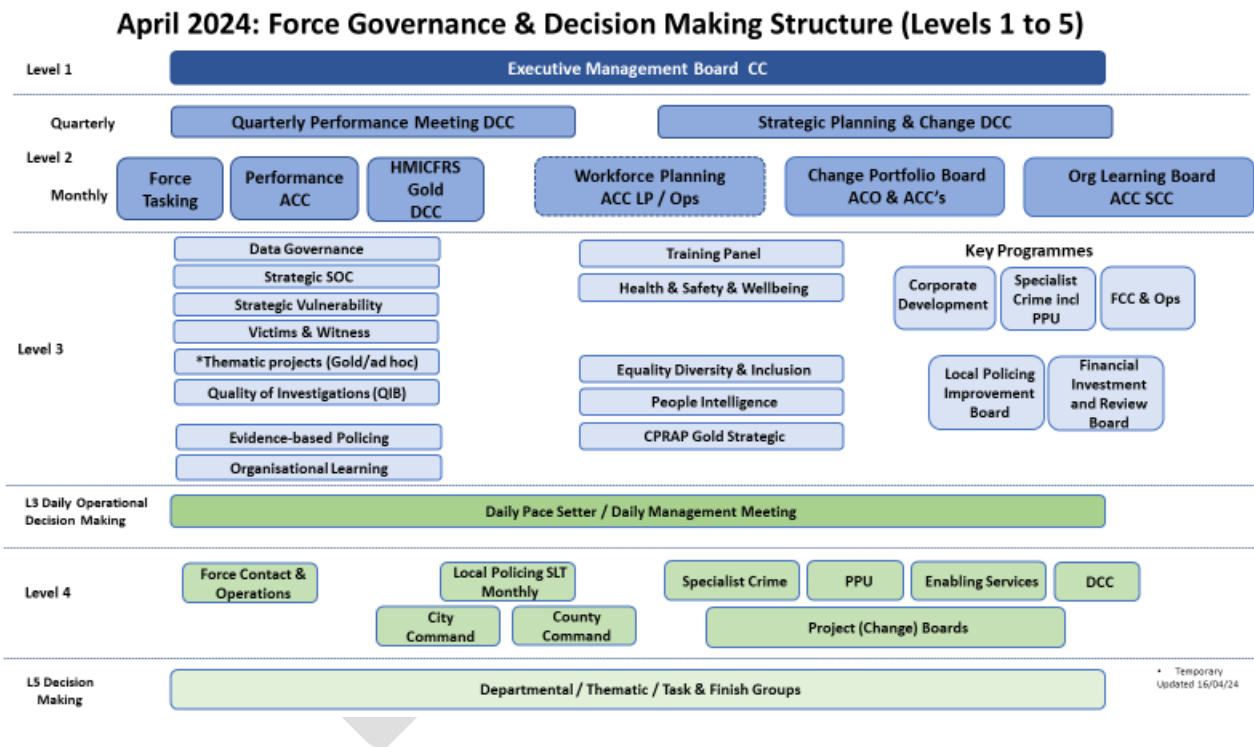 April 2024: Force Governance & Decision Making Structure (Levels 1 to 5)
Level 1
Executive Management Board CC
Quarterly
Quarterly Performance Meeting DCC
Strategic Planning & Change DCC
Level 2
Monthly
Force
Tasking
Performance
ACC
HMICFRS
Gold
DCC
Workforce Planning
ACC LP / Ops
Change Portfolio Board
ACO & ACC's
Org Learning Board
ACC SCC
Level 3
Data Governance
Strategic SOC
Strategic Vulnerability
Victims & Witness
*Thematic projects (Gold/ad hoc)
Quality of Investigations (QIB)
Evidence-based Policing
Organisational Learning
Training Panel
Health & Safety & Wellbeing
Equality Diversity & Inclusion
People Intelligence
CPRAP Gold Strategic
Key Programmes
Corporate
Development
Specialist
Crime incl
PPU
FCC & Ops
Local Policing
Improvement
Board
Financial
Investment
and Review
Board
L3 Daily Operational
Decision Making
Daily Pace Setter / Daily Management Meeting
Level 4
Force Contact &
Operations
Local Policing SLT
Monthly
City
Command
County
Command
Specialist Crime
PPU
Enabling Services
DCC
Project (Change) Boards
L5 Decision
Making
Departmental / Thematic / Task & Finish Groups
• Temporary
Updated 16/04/24